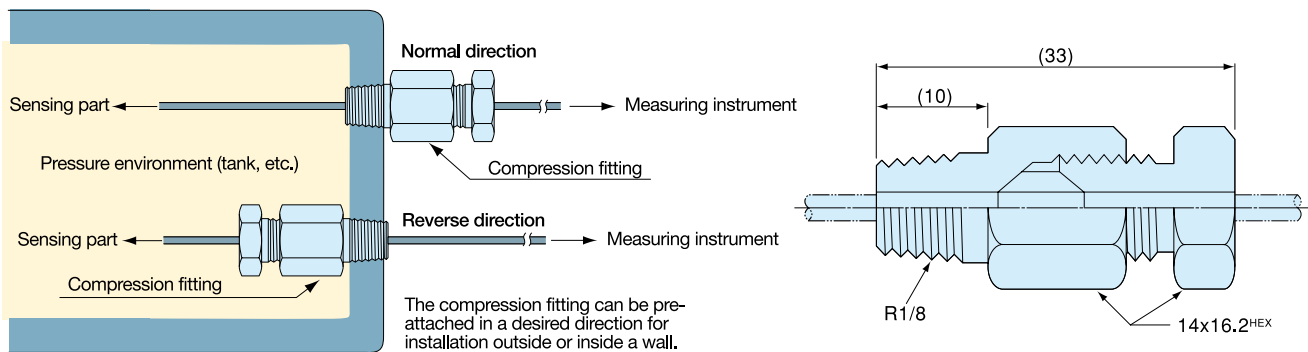 Normal direction
Sensing part
Measuring instrument
Pressure environment (tank, etc.)
Compression fitting
Reverse direction
Sensing part
Measuring instrument
Compression fitting
The compression fitting can be pre-
attached in a desired direction for
installation outside or inside a wall.
(33)
(10)
R1/8
14x16.2HEX